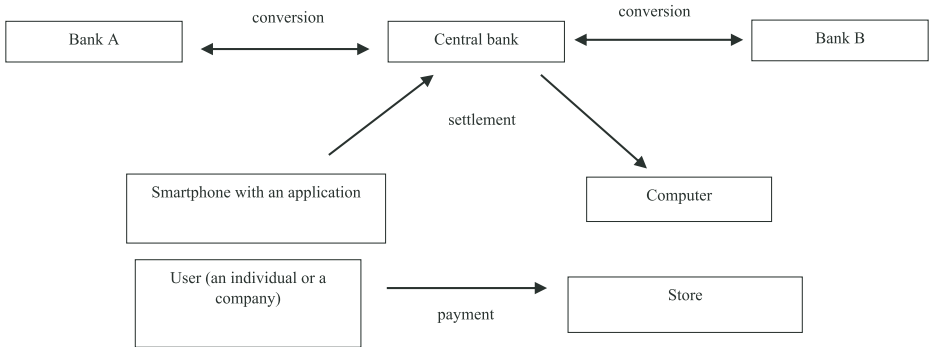 conversion
conversion
Bank A
Central bank
Bank B
settlement
Smartphone with an application
Computer
User (an individual or a
company)
Store
payment